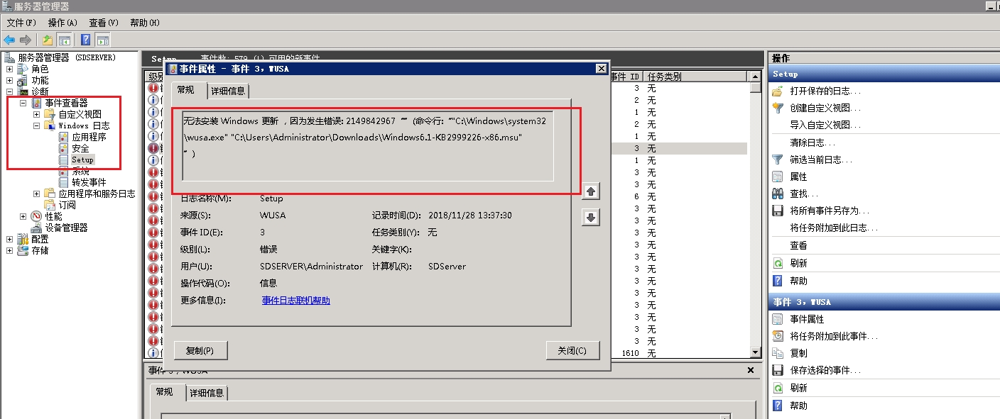 服务器管理器
文件(F) 操作(A) 查看(V) 帮助(H)
服务器管理器 (SDSERVER)
角色
功能
诊断
事件查看器
自定义视图
Windows 日志
应用程序
安全
Setup
系统
转发事件
应用程序和服务日志
订阅
性能
设备管理器
配置
存储
Setup 事件数: 579 (!) 可用的新事件
事件 ID 任务类别
3 无
2 无
1 无
2 无
1 无
3 无
1 无
3 无
3 无
6 无
3 无
3 无
3 无
3 无
3 无
3 无
3 无
3 无
3 无
3 无
3 无
3 无
1610 无
事件属性 - 事件 3，WUSA
常规 详细信息
无法安装 Windows 更新 ，因为发生错误: 2149842967 “” (命令行: “"C:\Windows\system32
\wusa.exe" "C:\Users\Administrator\Downloads\Windows6.1-KB2999226-x86.msu"
” )
日志名称(M): Setup
来源(S): WUSA 记录时间(D): 2018/11/28 13:37:30
事件 ID(E): 3 任务类别(Y): 无
级别(L): 错误 关键字(K):
用户(U): SDSERVER\Administrator 计算机(R): SDServer
操作代码(O): 信息
更多信息(I): 事件日志联机帮助
复制(P) 关闭(C)
事件 3，WUSA
常规 详细信息
操作
Setup
打开保存的日志...
创建自定义视图...
导入自定义视图...
清除日志...
筛选当前日志...
属性
查找...
将所有事件另存为...
将任务附加到此日志...
查看
刷新
帮助
事件 3，WUSA
事件属性
将任务附加到此事件...
复制
保存选择的事件...
刷新
帮助